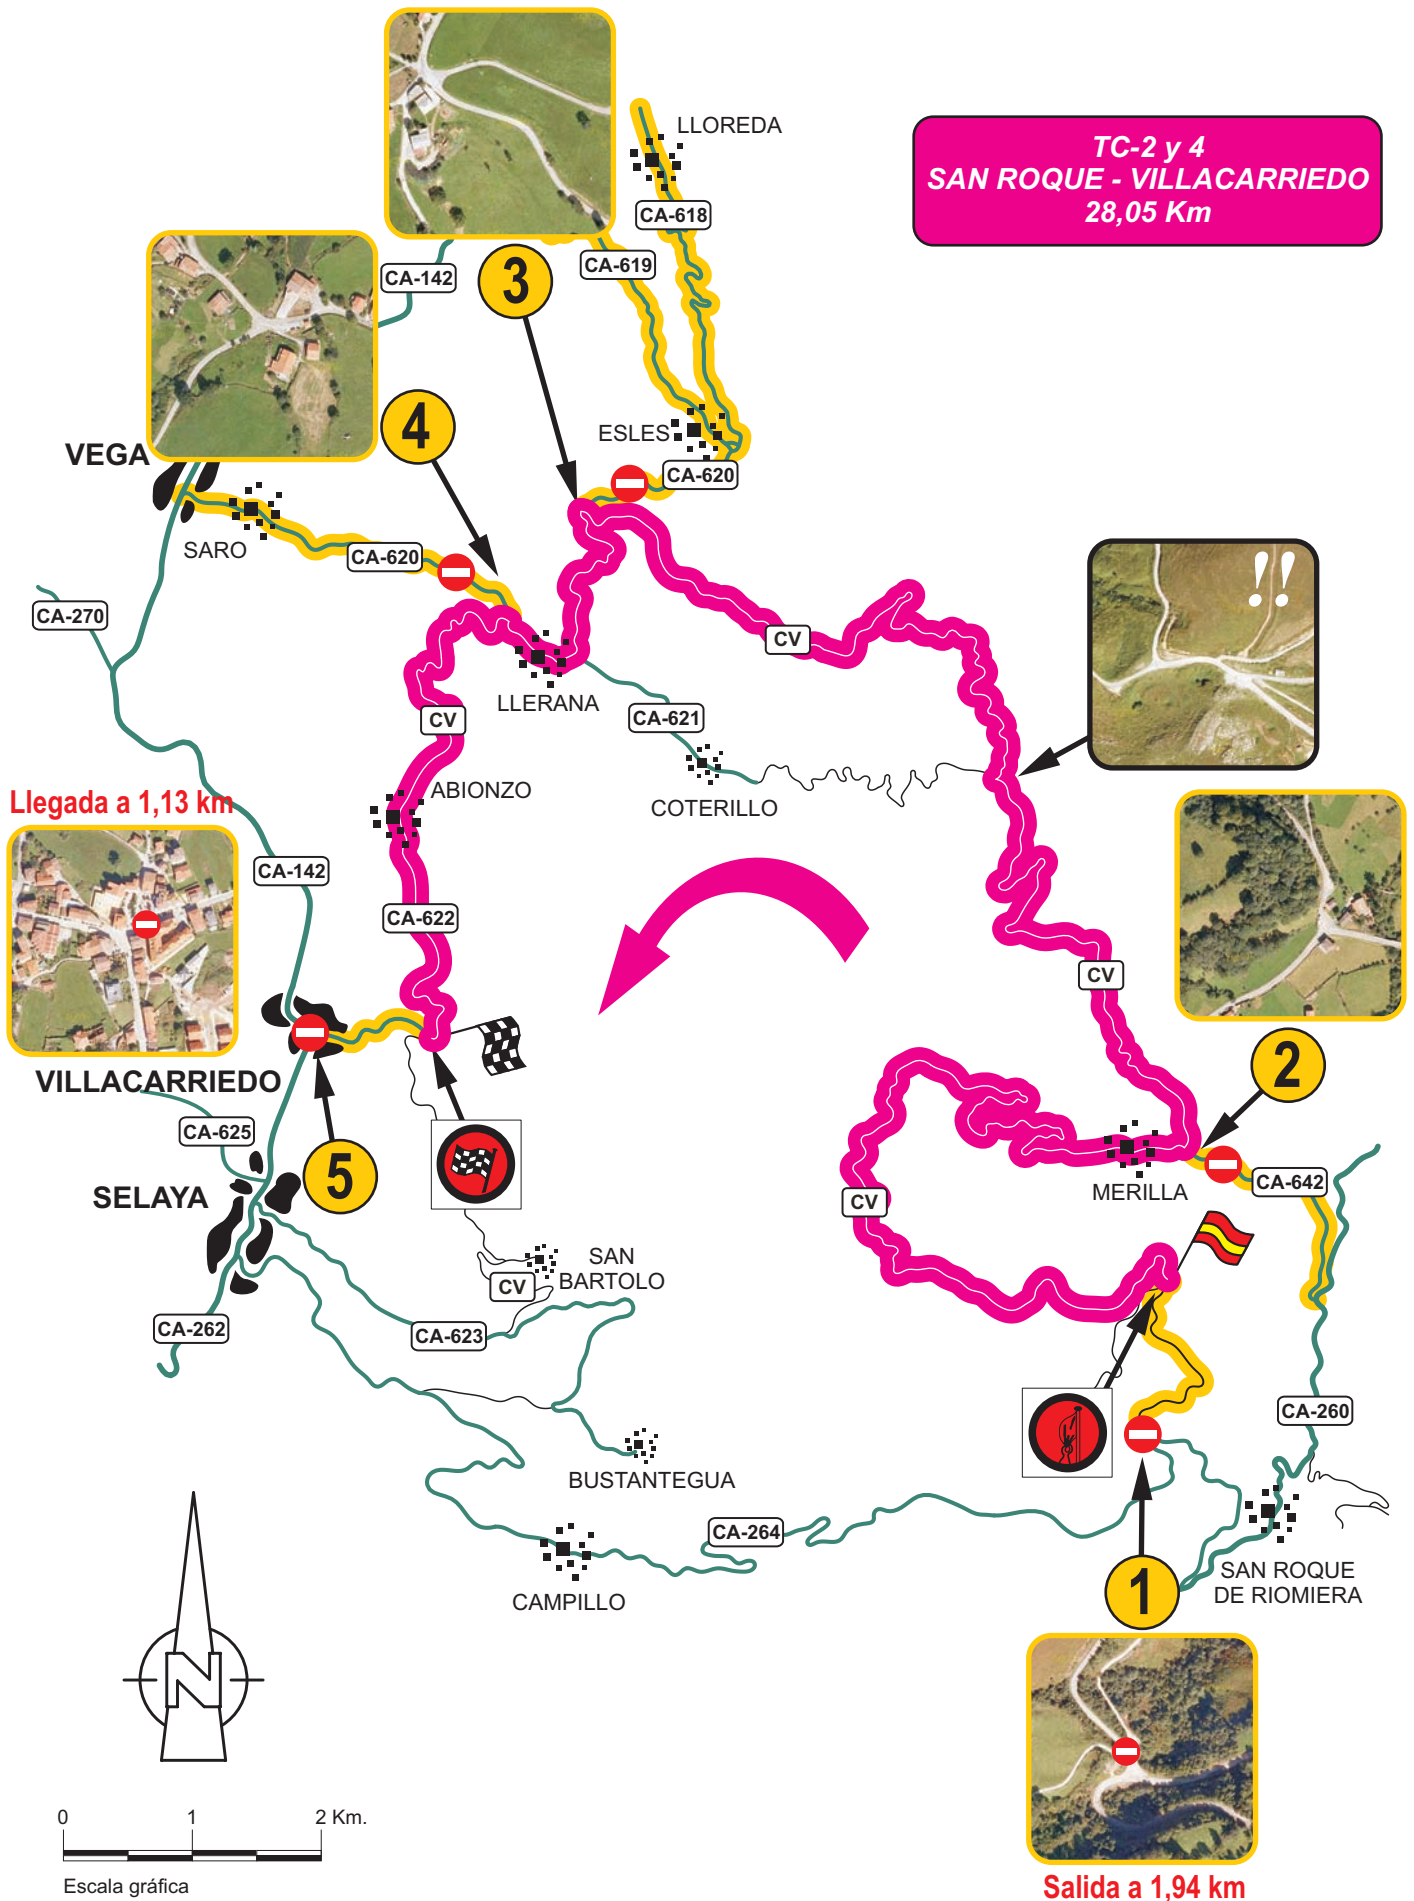 LLOREDA
TC-2 y 4
SAN ROQUE - VILLACARRIEDO
28,05 Km
CA-618
CA-619
CA-142
3
4
ESLES
VEGA
CA-620
SARO
CA-620
!!
CA-270
CV
LLERANA
CV
CA-621
ABIONZO
COTERILLO
Llegada a 1,13 km
CA-142
CA-622
CV
2
VILLACARRIEDO
CA-625
5
MERILLA
CA-642
SELAYA
CV
SAN
BARTOLO
CV
CA-262
CA-623
CA-260
BUSTANTEGUA
CA-264
1
SAN ROQUE
DE RIOMIERA
CAMPILLO
N
0 1 2 Km.
Escala gráfica
Salida a 1,94 km